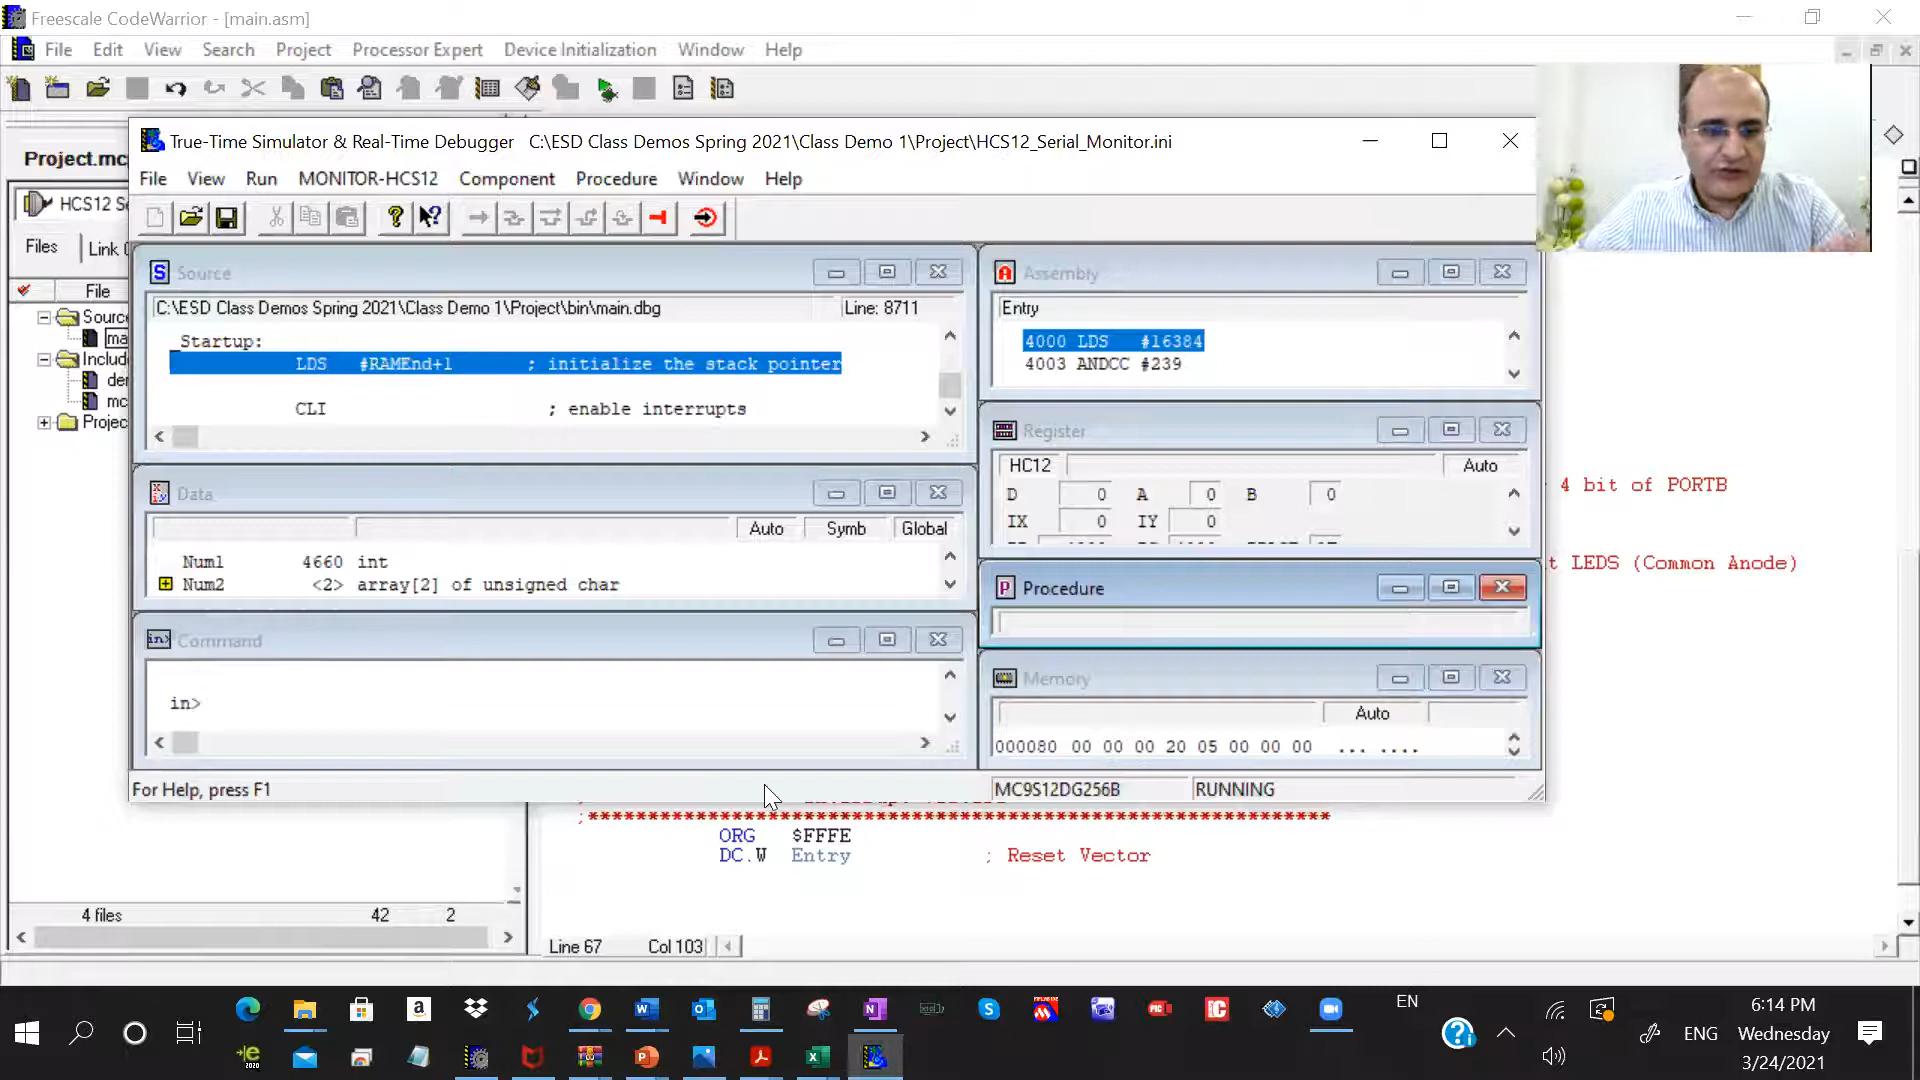 Freescale CodeWarrior - [main.asm]
File Edit View Search Project Processor Expert Device Initialization Window Help
True-Time Simulator & Real-Time Debugger C:\ESD Class Demos Spring 2021\Class Demo 1\Project\HCS12_Serial_Monitor.ini
File View Run MONITOR-HCS12 Component Procedure Window Help
Project.mc
HCS12 Se
Files Link
File
Sourc
ma
Includ
der
mc
Projec
4 files 42 2
Source
C:\ESD Class Demos Spring 2021\Class Demo 1\Project\bin\main.dbg Line: 8711
_Startup:
LDS #RAMEnd+1 ; initialize the stack pointer
CLI ; enable interrupts
Data
Auto Symb Global
Num1 4660 int
Num2 <2> array[2] of unsigned char
Command
in>
Assembly
Entry
4000 LDS #16384
4003 ANDCC #239
Register
HC12 Auto
D 0 A 0 B 0
IX 0 IY 0
Procedure
Memory
Auto
000080 00 00 00 20 05 00 00 00 ... ....
For Help, press F1 MC9S12DG256B RUNNING
4 bit of PORTB
t LEDS (Common Anode)
;**************************************************************
ORG $FFFE
DC.W Entry ; Reset Vector
Line 67 Col 103
EN
ENG
6:14 PM
Wednesday
3/24/2021